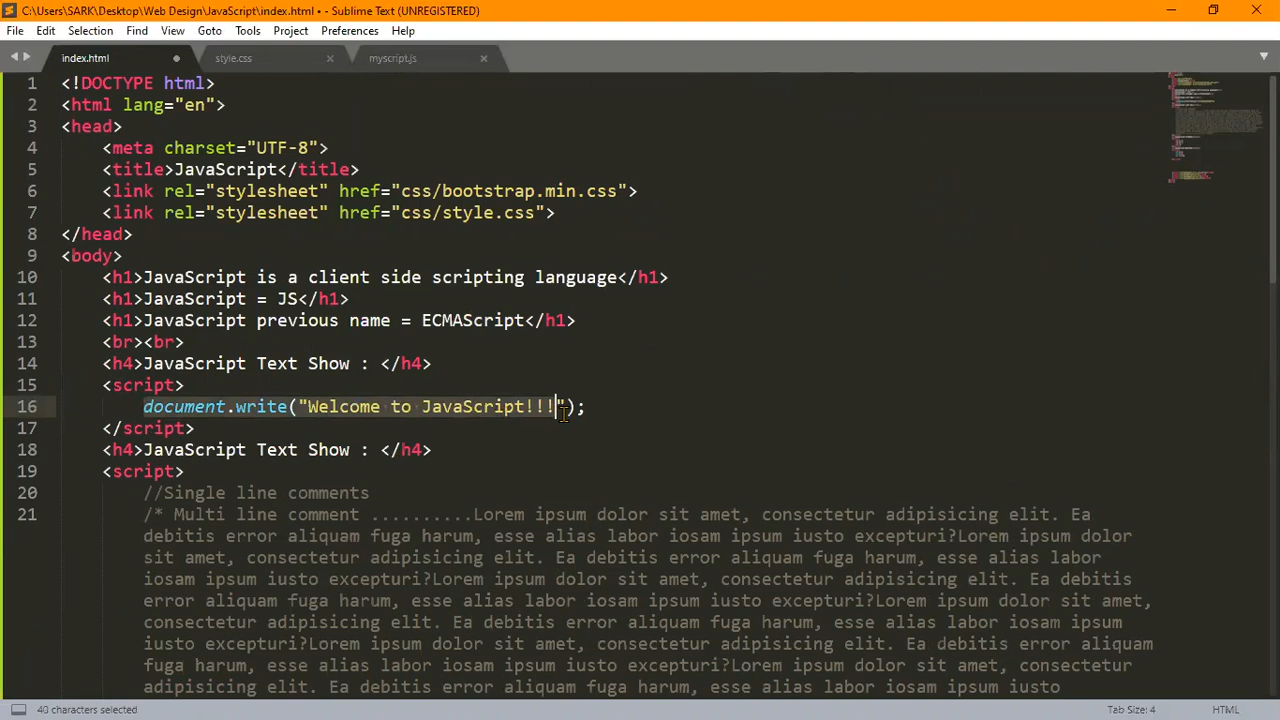 C:\Users\SARK\Desktop\Web Design\JavaScript\index.html • - Sublime Text (UNREGISTERED)
File Edit Selection Find View Goto Tools Project Preferences Help
index.html style.css myscript.js
1 <!DOCTYPE html>
2 <html lang="en">
3 <head>
4 <meta charset="UTF-8">
5 <title>JavaScript</title>
6 <link rel="stylesheet" href="css/bootstrap.min.css">
7 <link rel="stylesheet" href="css/style.css">
8 </head>
9 <body>
10 <h1>JavaScript is a client side scripting language</h1>
11 <h1>JavaScript = JS</h1>
12 <h1>JavaScript previous name = ECMAScript</h1>
13 <br><br>
14 <h4>JavaScript Text Show : </h4>
15 <script>
16 document.write("Welcome to JavaScript!!!");
17 </script>
18 <h4>JavaScript Text Show : </h4>
19 <script>
20 //Single line comments
21 /* Multi line comment ..........Lorem ipsum dolor sit amet, consectetur adipisicing elit. Ea
debitis error aliquam fuga harum, esse alias labor iosam ipsum iusto excepturi?Lorem ipsum dolor
sit amet, consectetur adipisicing elit. Ea debitis error aliquam fuga harum, esse alias labor
iosam ipsum iusto excepturi?Lorem ipsum dolor sit amet, consectetur adipisicing elit. Ea debitis
error aliquam fuga harum, esse alias labor iosam ipsum iusto excepturi?Lorem ipsum dolor sit amet,
consectetur adipisicing elit. Ea debitis error aliquam fuga harum, esse alias labor iosam ipsum
iusto excepturi?Lorem ipsum dolor sit amet, consectetur adipisicing elit. Ea debitis error aliquam
fuga harum, esse alias labor iosam ipsum iusto excepturi?Lorem ipsum dolor sit amet, consectetur
adipisicing elit. Ea debitis error aliquam fuga harum, esse alias labor iosam ipsum iusto
40 characters selected Tab Size: 4 HTML